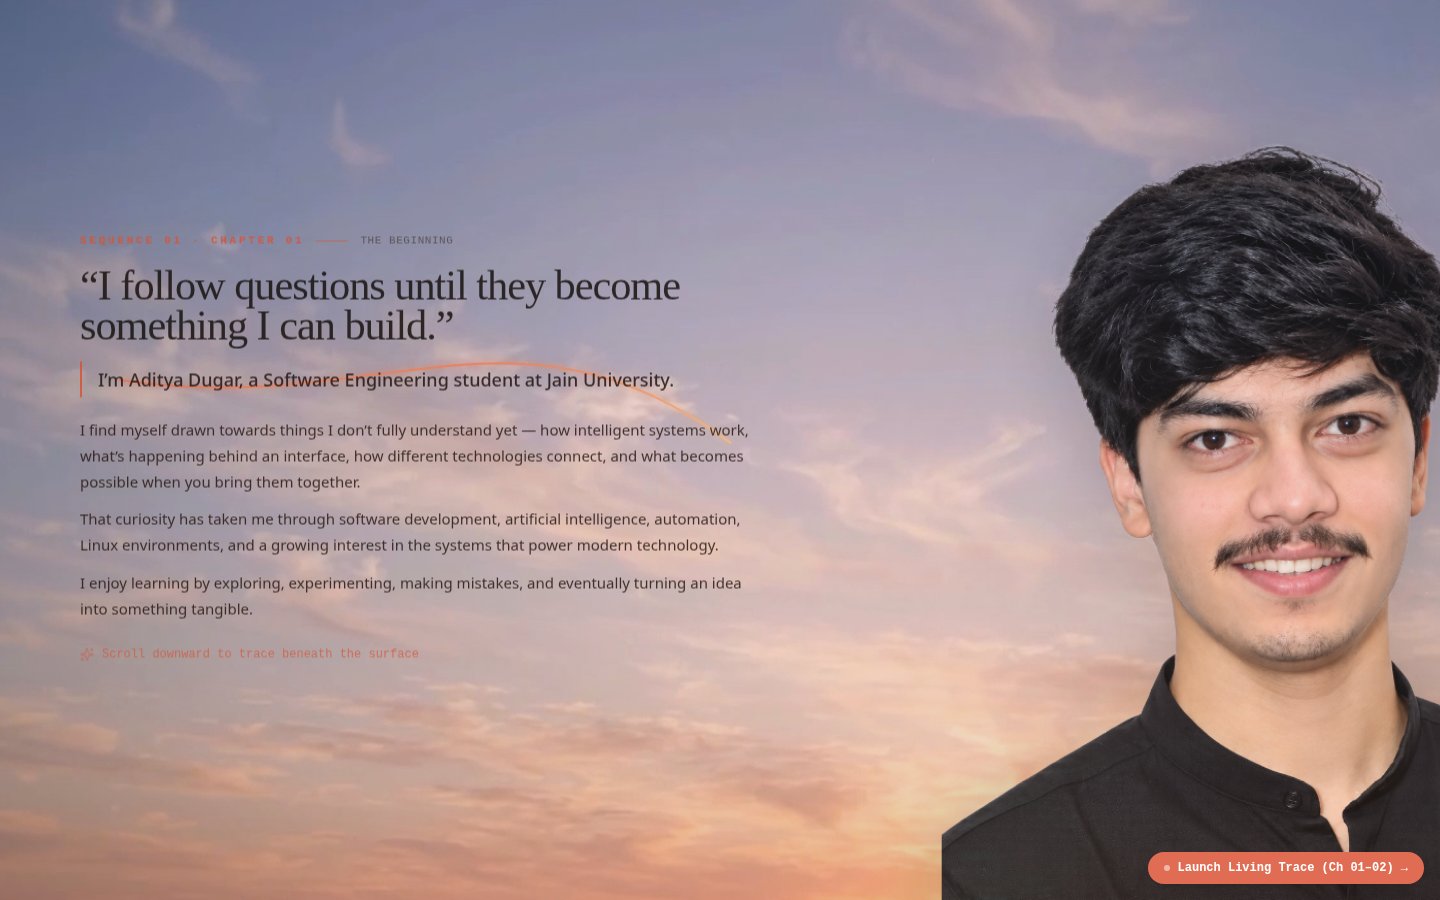 SEQUENCE 01 · CHAPTER 01 THE BEGINNING
“I follow questions until they become
something I can build.”
I’m Aditya Dugar, a Software Engineering student at Jain University.
I find myself drawn towards things I don’t fully understand yet — how intelligent systems work,
what’s happening behind an interface, how different technologies connect, and what becomes
possible when you bring them together.
That curiosity has taken me through software development, artificial intelligence, automation,
Linux environments, and a growing interest in the systems that power modern technology.
I enjoy learning by exploring, experimenting, making mistakes, and eventually turning an idea
into something tangible.
Scroll downward to trace beneath the surface
Launch Living Trace (Ch 01–02) →